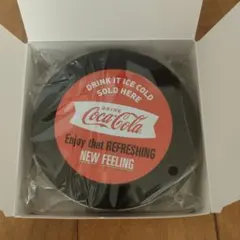 DRINK IT ICE COLD
SOLD HERE
DRINK
Coca-Cola
Enjoy that REFRESHING
NEW FEELING